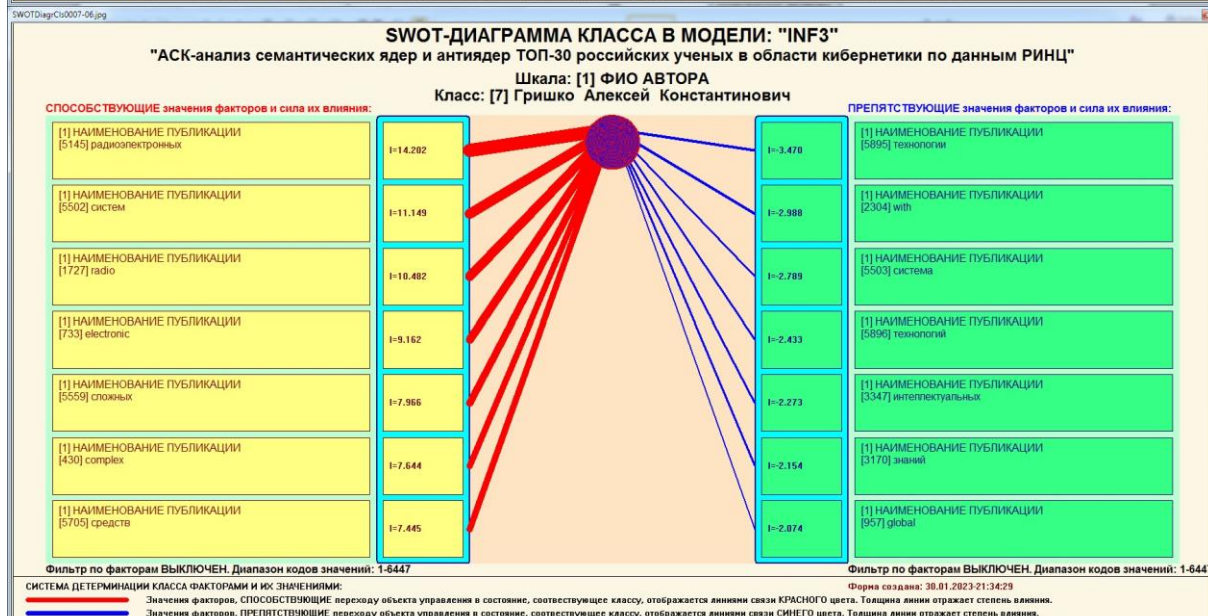 SWOTDiagrCls0007-06.jpg
SWOT-ДИАГРАММА КЛАССА В МОДЕЛИ: "INF3"
"АСК-анализ семантических ядер и антиядер ТОП-30 российских ученых в области кибернетики по данным РИНЦ"
Шкала: [1] ФИО АВТОРА
Класс: [7] Гришко Алексей Константинович
СПОСОБСТВУЮЩИЕ значения факторов и сила их влияния:
ПРЕПЯТСТВУЮЩИЕ значения факторов и сила их влияния:
[1] НАИМЕНОВАНИЕ ПУБЛИКАЦИИ
[5145] радиоэлектронных
I=14.202
I=-3.470
[1] НАИМЕНОВАНИЕ ПУБЛИКАЦИИ
[5895] технологии
[1] НАИМЕНОВАНИЕ ПУБЛИКАЦИИ
[5502] систем
I=11.149
I=-2.988
[1] НАИМЕНОВАНИЕ ПУБЛИКАЦИИ
[2304] with
[1] НАИМЕНОВАНИЕ ПУБЛИКАЦИИ
[1727] radio
I=10.482
I=-2.789
[1] НАИМЕНОВАНИЕ ПУБЛИКАЦИИ
[5503] система
[1] НАИМЕНОВАНИЕ ПУБЛИКАЦИИ
[733] electronic
I=9.162
I=-2.433
[1] НАИМЕНОВАНИЕ ПУБЛИКАЦИИ
[5896] технологий
[1] НАИМЕНОВАНИЕ ПУБЛИКАЦИИ
[5559] сложных
I=7.966
I=-2.273
[1] НАИМЕНОВАНИЕ ПУБЛИКАЦИИ
[3347] интеллектуальных
[1] НАИМЕНОВАНИЕ ПУБЛИКАЦИИ
[430] complex
I=7.644
I=-2.154
[1] НАИМЕНОВАНИЕ ПУБЛИКАЦИИ
[3170] знаний
[1] НАИМЕНОВАНИЕ ПУБЛИКАЦИИ
[5705] средств
I=7.445
I=-2.074
[1] НАИМЕНОВАНИЕ ПУБЛИКАЦИИ
[957] global
Фильтр по факторам ВЫКЛЮЧЕН. Диапазон кодов значений: 1-6447
Фильтр по факторам ВЫКЛЮЧЕН. Диапазон кодов значений: 1-6447
СИСТЕМА ДЕТЕРМИНАЦИИ КЛАССА ФАКТОРАМИ И ИХ ЗНАЧЕНИЯМИ:
Форма создана: 30.01.2023-21:34:29
Значения факторов, СПОСОБСТВУЮЩИЕ переходу объекта управления в состояние, соотвествующее классу, отображается линиями связи КРАСНОГО цвета. Толщина линии отражает степень влияния.
Значения факторов, ПРЕПЯТСТВУЮЩИЕ переходу объекта управления в состояние, соотвествующее классу, отображается линиями связи СИНЕГО цвета. Толщина линии отражает степень влияния.